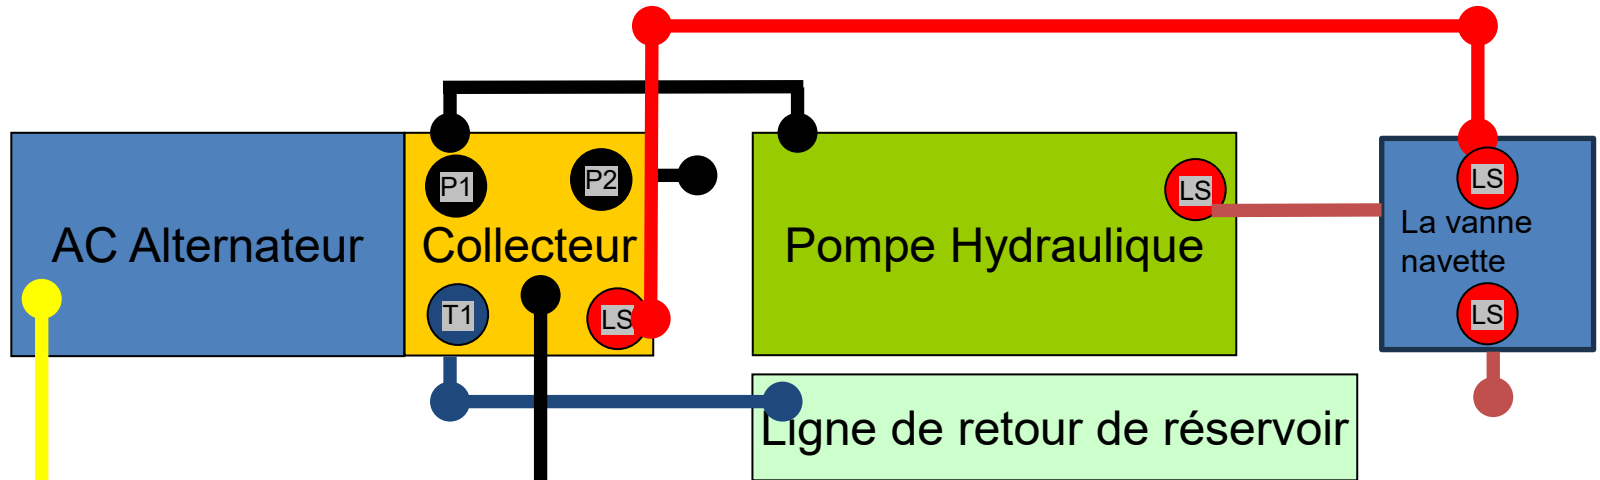 P1
P2
LS
LS
AC Alternateur
Collecteur
Pompe Hydraulique
La vanne
navette
T1
LS
LS
Ligne de retour de réservoir